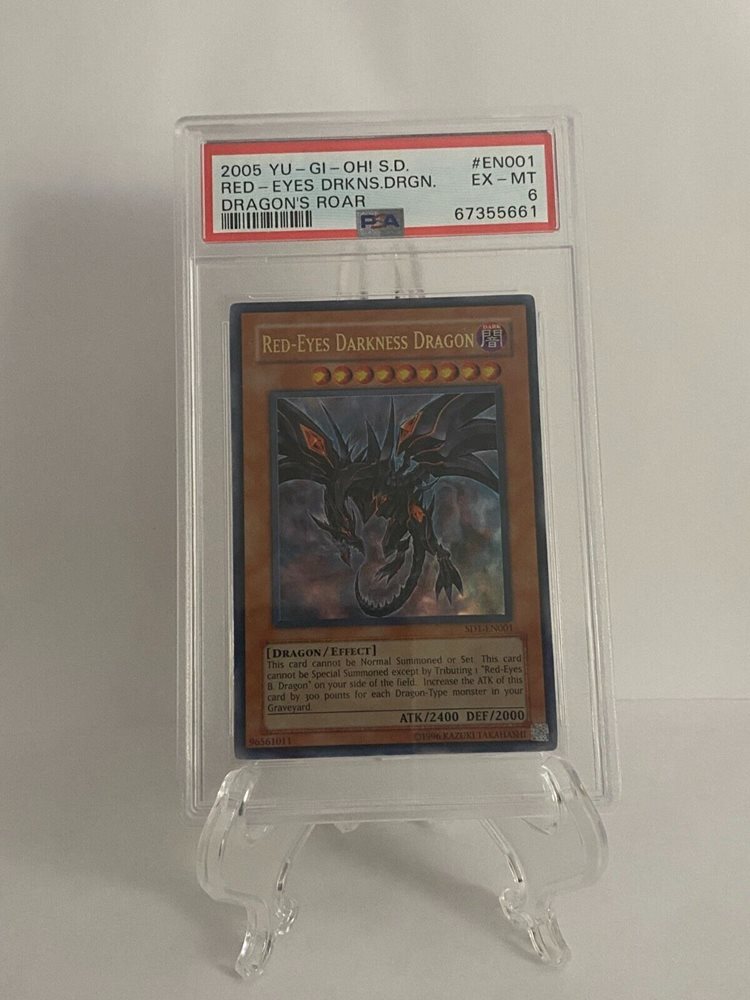 2005 YU-GI-OH! S.D. #EN001
RED-EYES DRKNS.DRGN. EX-MT
DRAGON'S ROAR 6
PSA 67355661
RED-EYES DARKNESS DRAGON
DARK
闇
SD1-EN001
[DRAGON/EFFECT]
This card cannot be Normal Summoned or Set. This card
cannot be Special Summoned except by Tributing 1 "Red-Eyes
B. Dragon" on your side of the field. Increase the ATK of this
card by 300 points for each Dragon-Type monster in your
Graveyard.
ATK/2400 DEF/2000
96561011 ©1996 KAZUKI TAKAHASHI